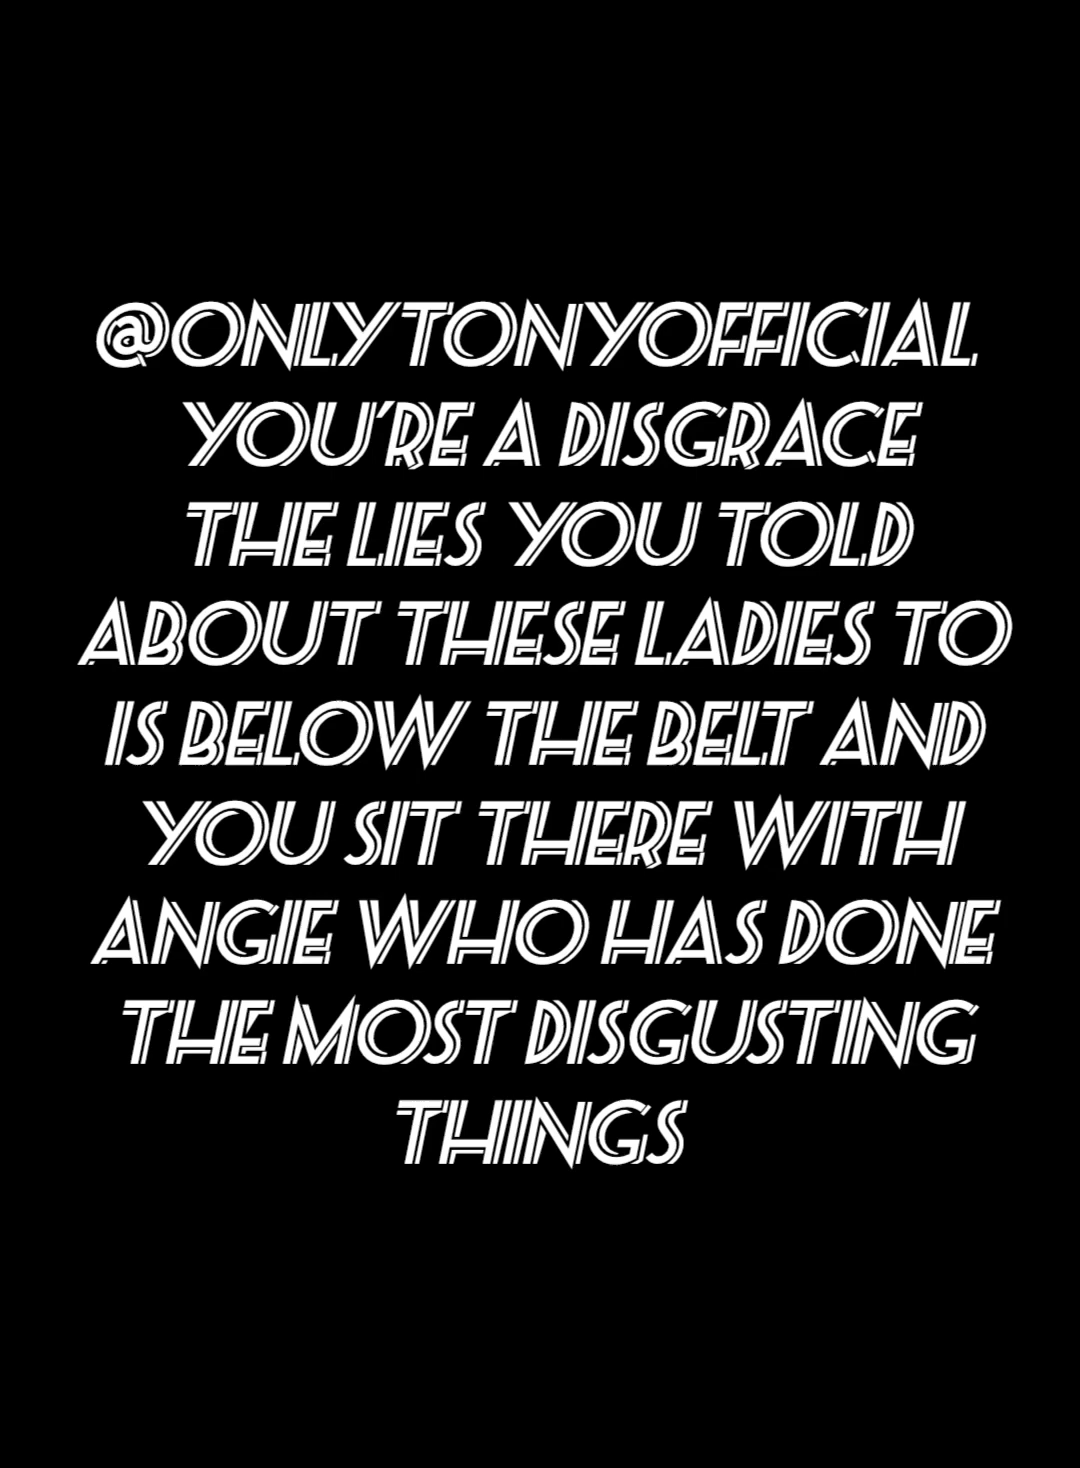 @ONLYTONYOFFICIAL
YOU'RE A DISGRACE
THE LIES YOU TOLD
ABOUT THESE LADIES TO
IS BELOW THE BELT AND
YOU SIT THERE WITH
ANGIE WHO HAS DONE
THE MOST DISGUSTING
THINGS